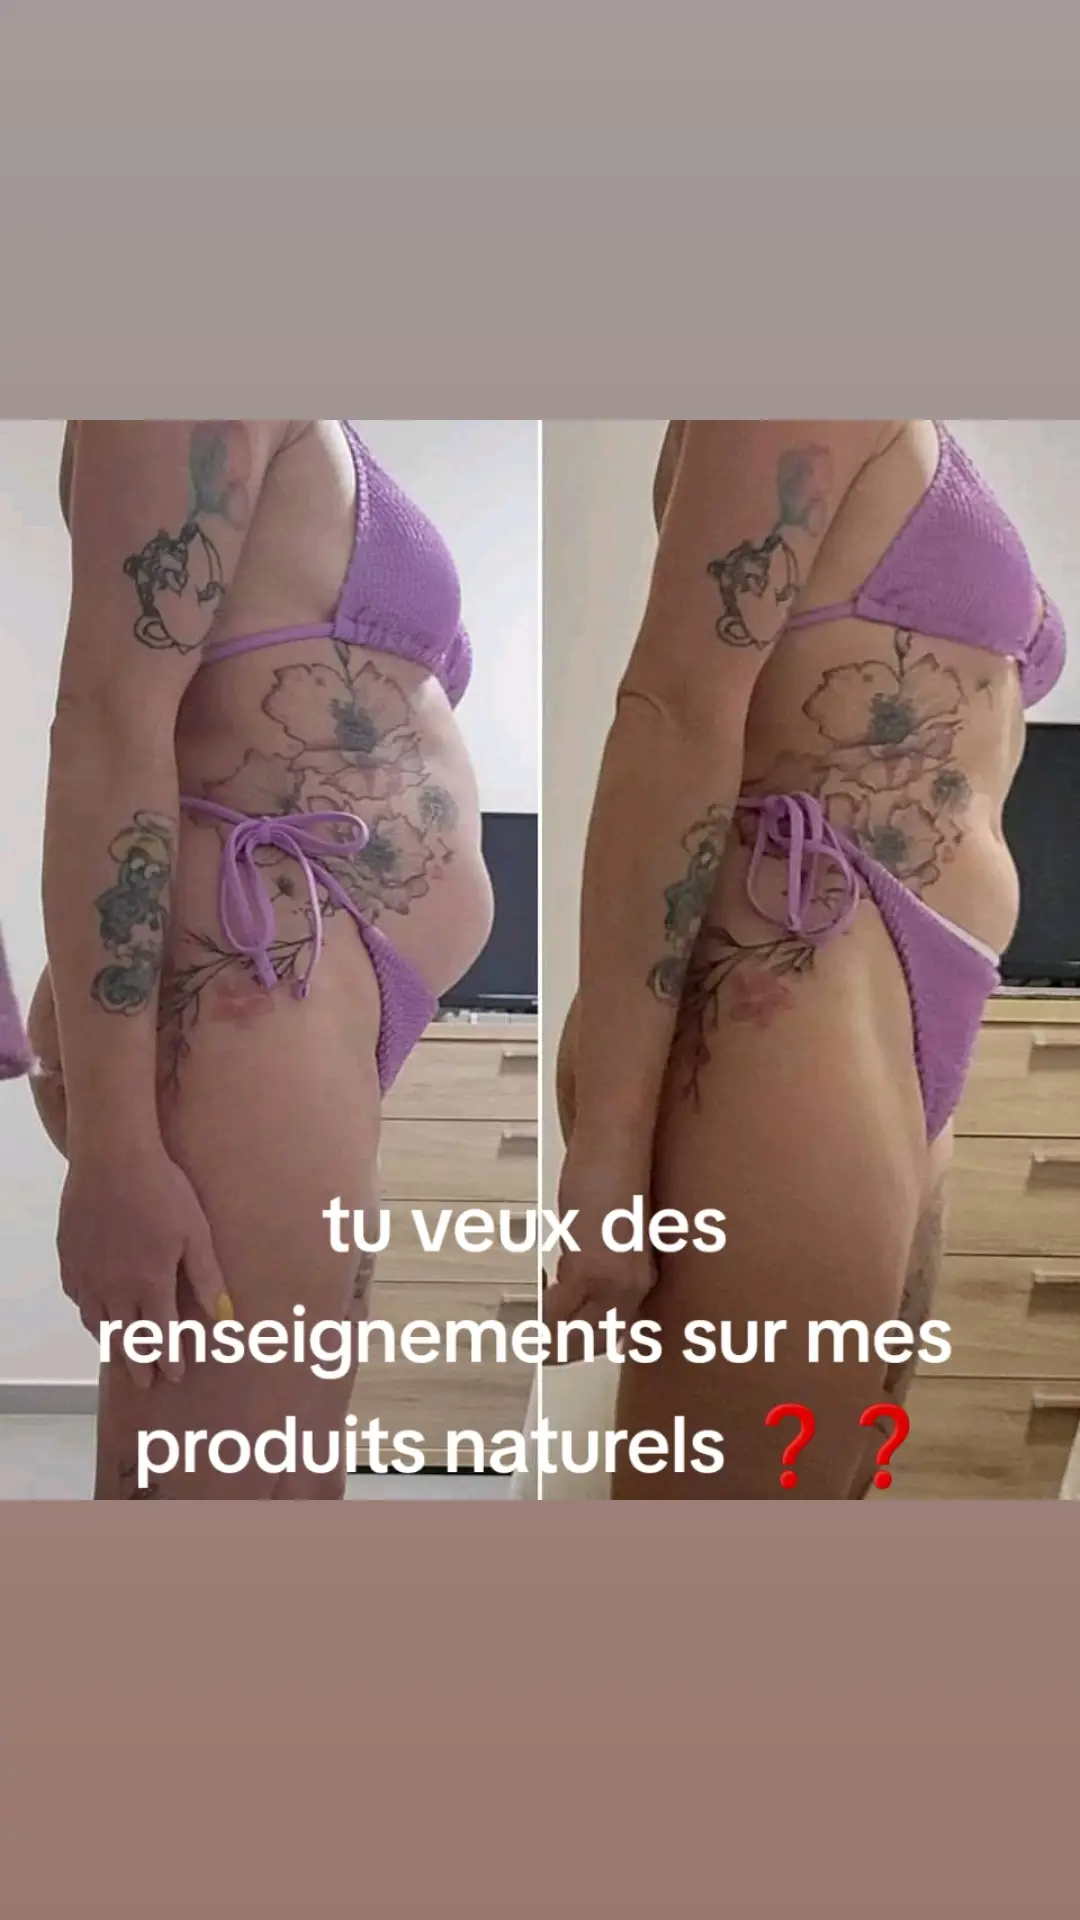 tu veux des
renseignements sur mes
produits naturels ❓❓